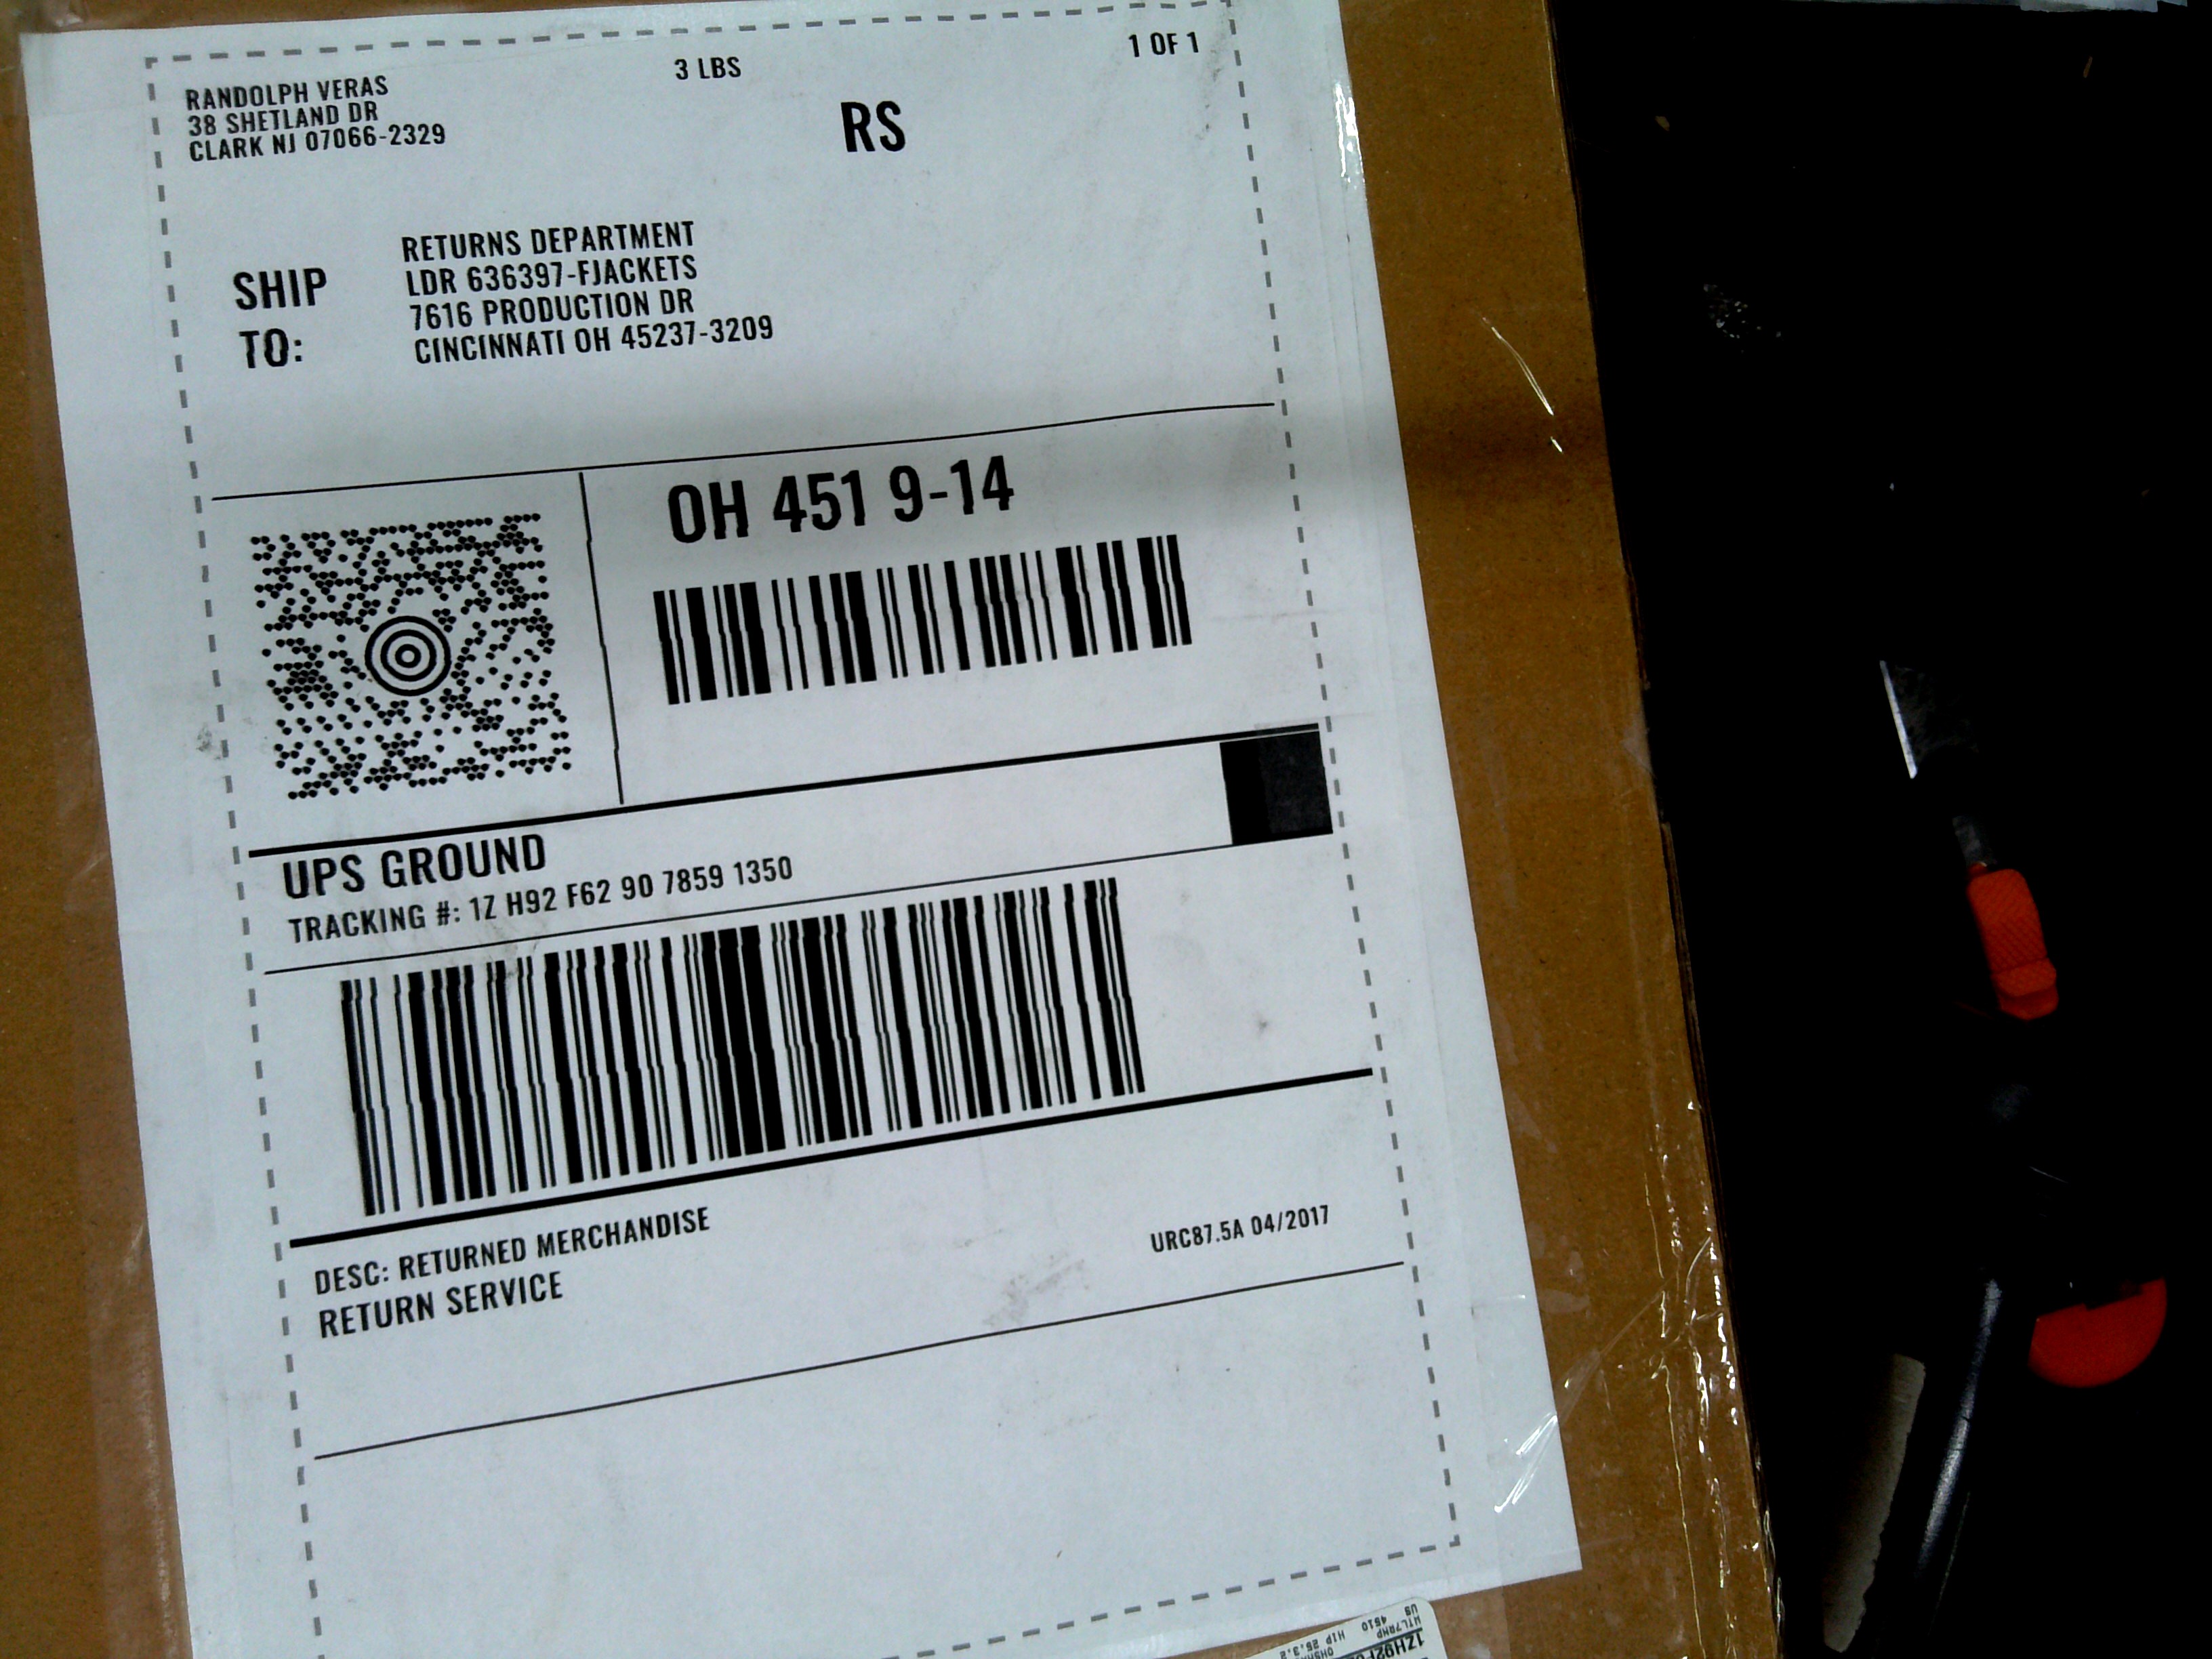 RANDOLPH VERAS
38 SHETLAND DR
CLARK NJ 07066-2329
3 LBS
1 OF 1
RS
SHIP
TO:
RETURNS DEPARTMENT
LDR 636397-FJACKETS
7616 PRODUCTION DR
CINCINNATI OH 45237-3209
OH 451 9-14
UPS GROUND
TRACKING #: 1Z H92 F62 90 7859 1350
DESC: RETURNED MERCHANDISE
RETURN SERVICE
URC87.5A 04/2017
US
4510